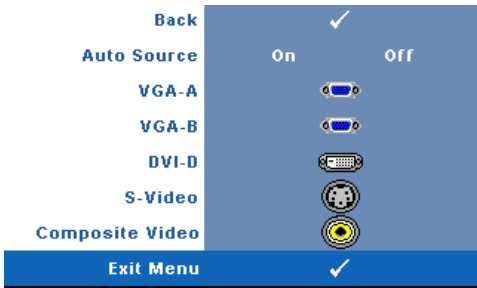 Back
Auto Source On Off
VGA-A
VGA-B
DVI-D
S-Video
Composite Video
Exit Menu